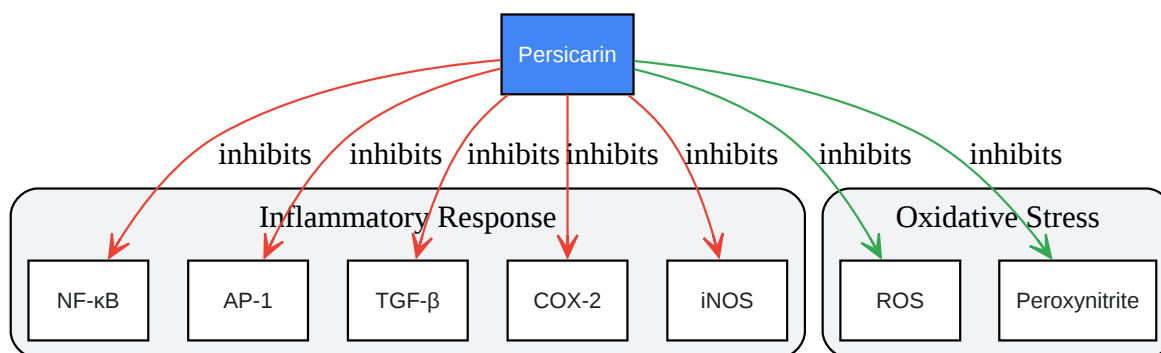 Persicarin
inhibits inhibits inhibits inhibits inhibits inhibits inhibits
Inflammatory Response Oxidative Stress
NF-κB AP-1 TGF-β COX-2 iNOS ROS Peroxynitrite